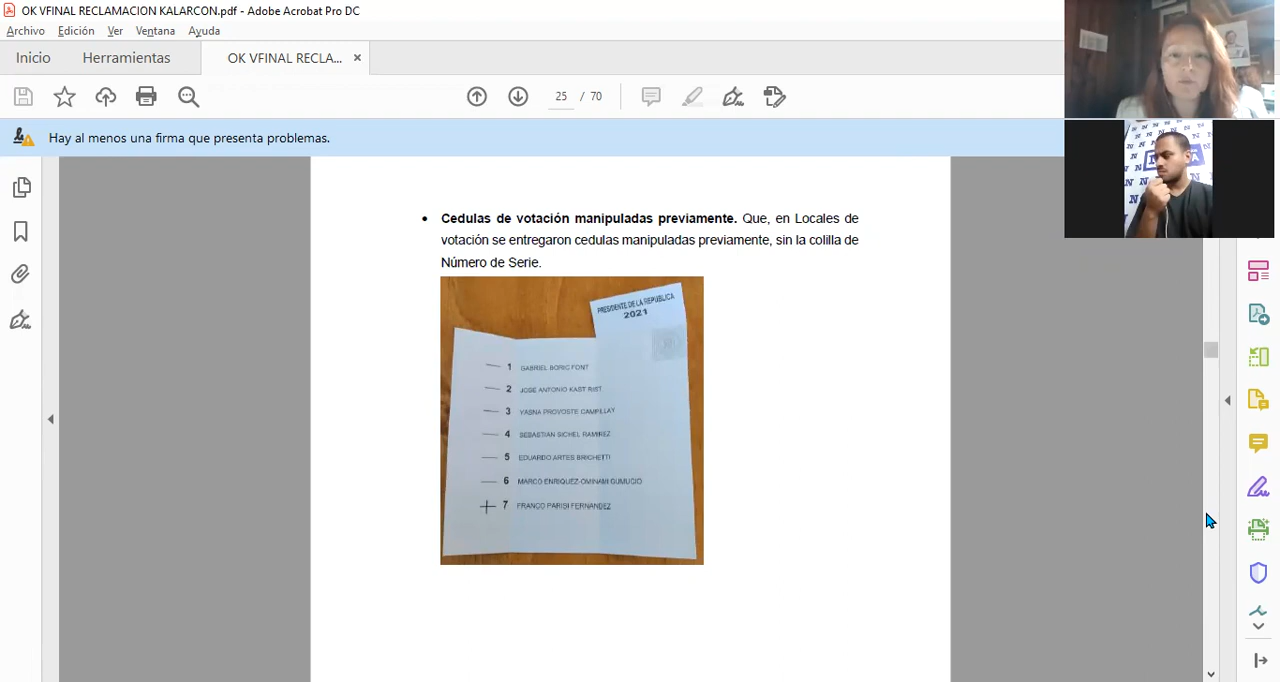 OK VFINAL RECLAMACION KALARCON.pdf - Adobe Acrobat Pro DC
Archivo Edición Ver Ventana Ayuda
Inicio Herramientas OK VFINAL RECLA... ×
25 / 70
Hay al menos una firma que presenta problemas.
• Cedulas de votación manipuladas previamente. Que, en Locales de
votación se entregaron cedulas manipuladas previamente, sin la colilla de
Número de Serie.
PRESIDENTE DE LA REPÚBLICA
2021
1 GABRIEL BORIC FONT
2 JOSE ANTONIO KAST RIST
3 YASNA PROVOSTE CAMPILLAY
4 SEBASTIAN SICHEL RAMIREZ
5 EDUARDO ARTES BRICHETTI
6 MARCO ENRIQUEZ-OMINAMI GUMUCIO
7 FRANCO PARISI FERNANDEZ